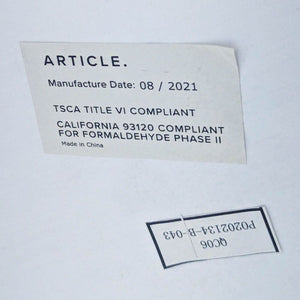 ARTICLE.
Manufacture Date: 08 / 2021
TSCA TITLE VI COMPLIANT
CALIFORNIA 93120 COMPLIANT
FOR FORMALDEHYDE PHASE II
Made in China
QC06
P0202134-B-043